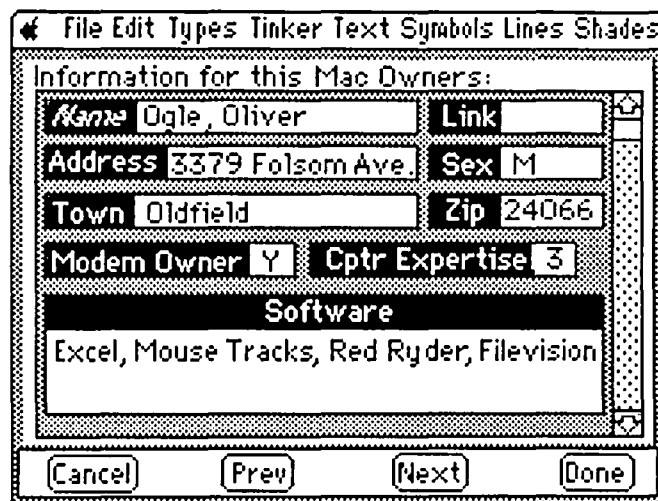 File Edit Types Tinker Text Symbols Lines Shades
Information for this Mac Owners:
Name Ogle, Oliver Link
Address 3379 Folsom Ave. Sex M
Town Oldfield Zip 24066
Modem Owner Y Cptr Expertise 3
Software
Excel, Mouse Tracks, Red Ryder, Filevision
Cancel Prev Next Done